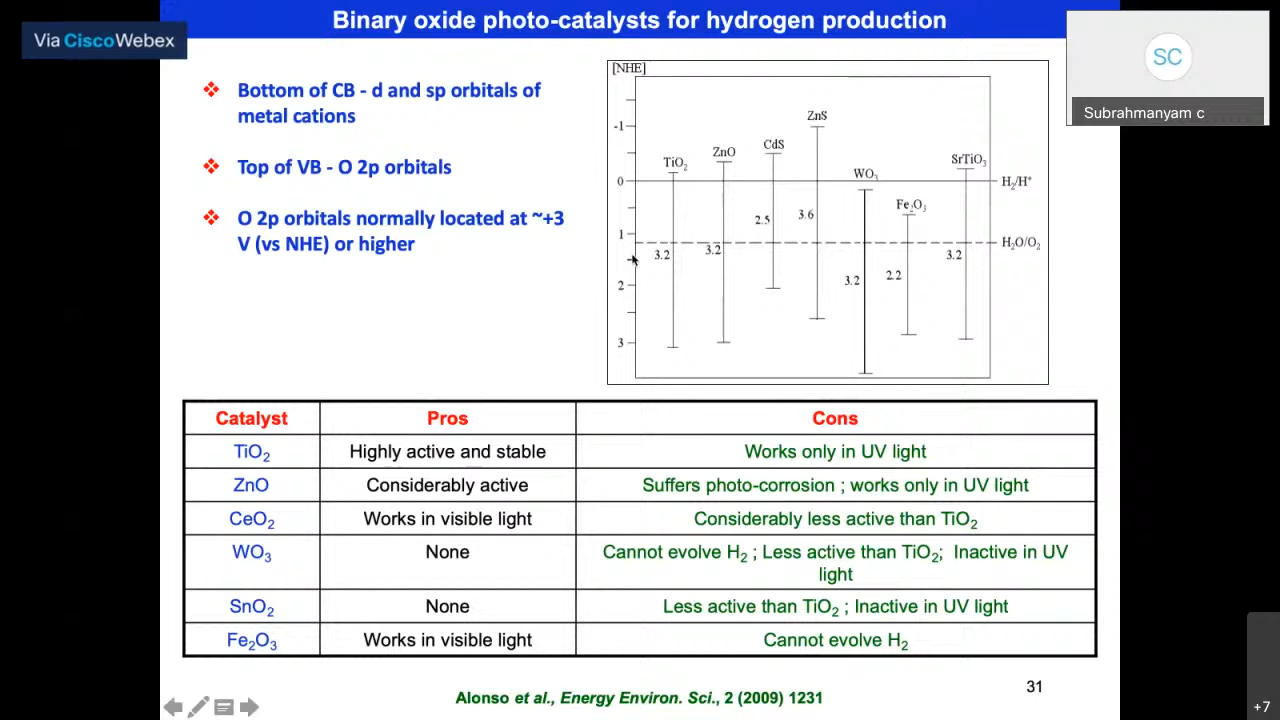 Binary oxide photo-catalysts for hydrogen production
Via CiscoWebex
SC
Subrahmanyam c
❖ Bottom of CB - d and sp orbitals of
metal cations
❖ Top of VB - O 2p orbitals
❖ O 2p orbitals normally located at ~+3
V (vs NHE) or higher
[NHE]
-1
0
1
2
3
TiO₂
ZnO
CdS
ZnS
WO₃
Fe₂O₃
SrTiO₃
H₂/H⁺
H₂O/O₂
3.2
3.2
2.5
3.6
3.2
2.2
3.2
Catalyst Pros Cons
TiO₂ Highly active and stable Works only in UV light
ZnO Considerably active Suffers photo-corrosion ; works only in UV light
CeO₂ Works in visible light Considerably less active than TiO₂
WO₃ None Cannot evolve H₂ ; Less active than TiO₂; Inactive in UV
light
SnO₂ None Less active than TiO₂ ; Inactive in UV light
Fe₂O₃ Works in visible light Cannot evolve H₂
31
Alonso et al., Energy Environ. Sci., 2 (2009) 1231
+7